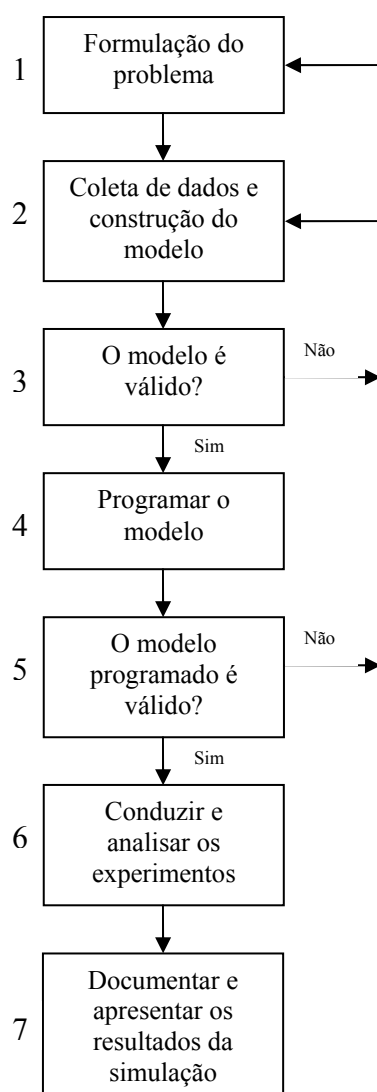 1
Formulação do
problema
2
Coleta de dados e
construção do
modelo
3
O modelo é
válido?
Não
Sim
4
Programar o
modelo
5
O modelo
programado é
válido?
Não
Sim
6
Conduzir e
analisar os
experimentos
7
Documentar e
apresentar os
resultados da
simulação